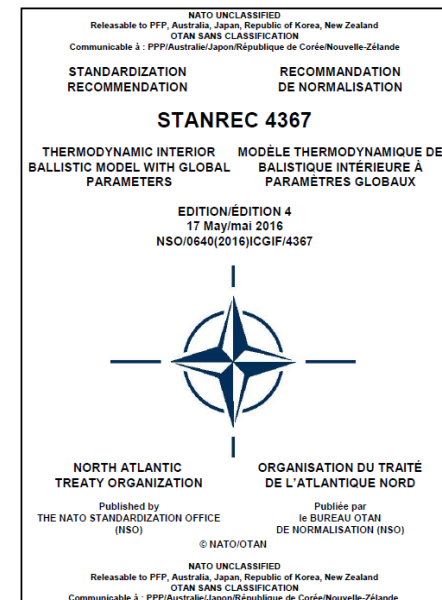 NATO UNCLASSIFIED
Releasable to PFP, Australia, Japan, Republic of Korea, New Zealand
OTAN SANS CLASSIFICATION
Communicable à : PPP/Australie/Japon/République de Corée/Nouvelle-Zélande
STANDARDIZATION
RECOMMENDATION
RECOMMANDATION
DE NORMALISATION
STANREC 4367
THERMODYNAMIC INTERIOR
BALLISTIC MODEL WITH GLOBAL
PARAMETERS
MODÈLE THERMODYNAMIQUE DE
BALISTIQUE INTÉRIEURE À
PARAMÈTRES GLOBAUX
EDITION/ÉDITION 4
17 May/mai 2016
NSO/0640(2016)ICGIF/4367
NORTH ATLANTIC
TREATY ORGANIZATION
ORGANISATION DU TRAITÉ
DE L'ATLANTIQUE NORD
Published by
THE NATO STANDARDIZATION OFFICE
(NSO)
Publiée par
le BUREAU OTAN
DE NORMALISATION (NSO)
© NATO/OTAN
NATO UNCLASSIFIED
Releasable to PFP, Australia, Japan, Republic of Korea, New Zealand
OTAN SANS CLASSIFICATION
Communicable à : PPP/Australie/Japon/République de Corée/Nouvelle-Zélande